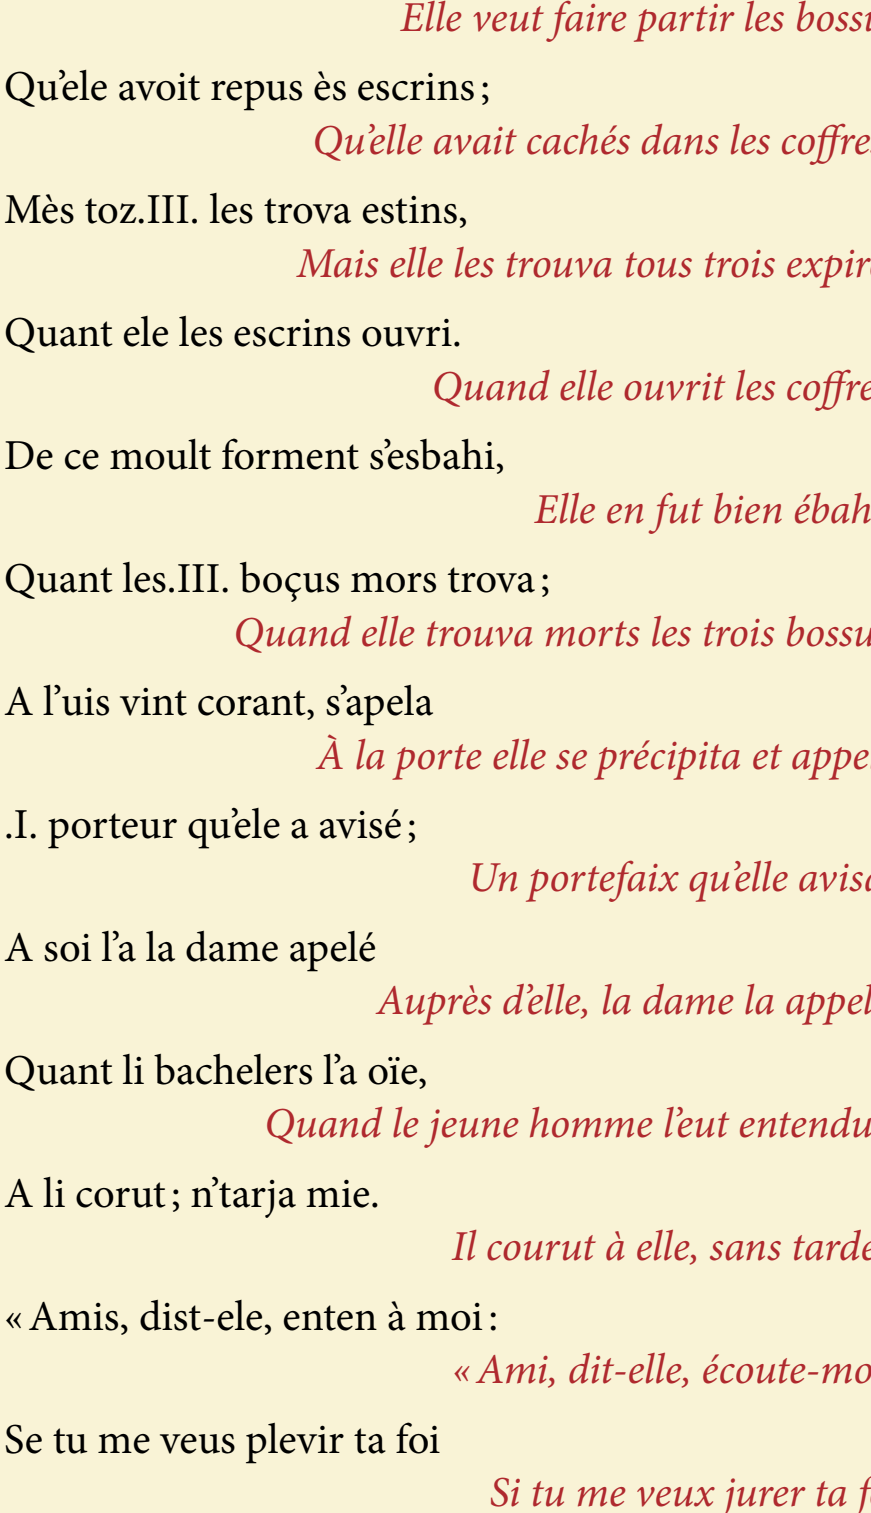 Elle veut faire partir les bossu
Qu'ele avoit repus ès escrins ;
Qu'elle avait cachés dans les coffres
Mès toz.III. les trova estins,
Mais elle les trouva tous trois expiré
Quant ele les escrins ouvri.
Quand elle ouvrit les coffre
De ce moult forment s'esbahi,
Elle en fut bien ébah
Quant les.III. boçus mors trova ;
Quand elle trouva morts les trois bossu
A l'uis vint corant, s'apela
À la porte elle se précipita et appe
.I. porteur qu'ele a avisé ;
Un portefaix qu'elle avisa
A soi l'a la dame apelé
Auprès d'elle, la dame la appel
Quant li bachelers l'a oïe,
Quand le jeune homme l'eut entendu
A li corut ; n'tarja mie.
Il courut à elle, sans tarde
« Amis, dist-ele, enten à moi :
« Ami, dit-elle, écoute-mo
Se tu me veus plevir ta foi
Si tu me veux jurer ta fo